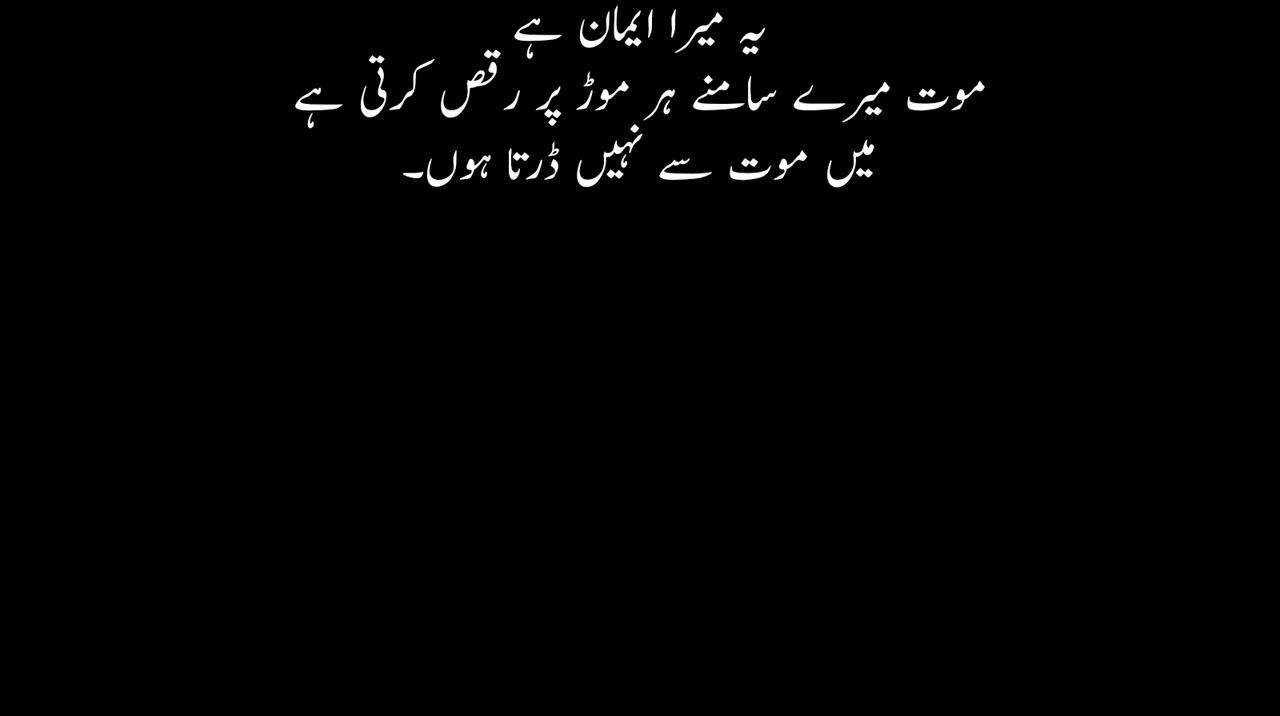 یہ میرا ایمان ہے
موت میرے سامنے ہر موڑ پر رقص کرتی ہے
میں موت سے نہیں ڈرتا ہوں۔